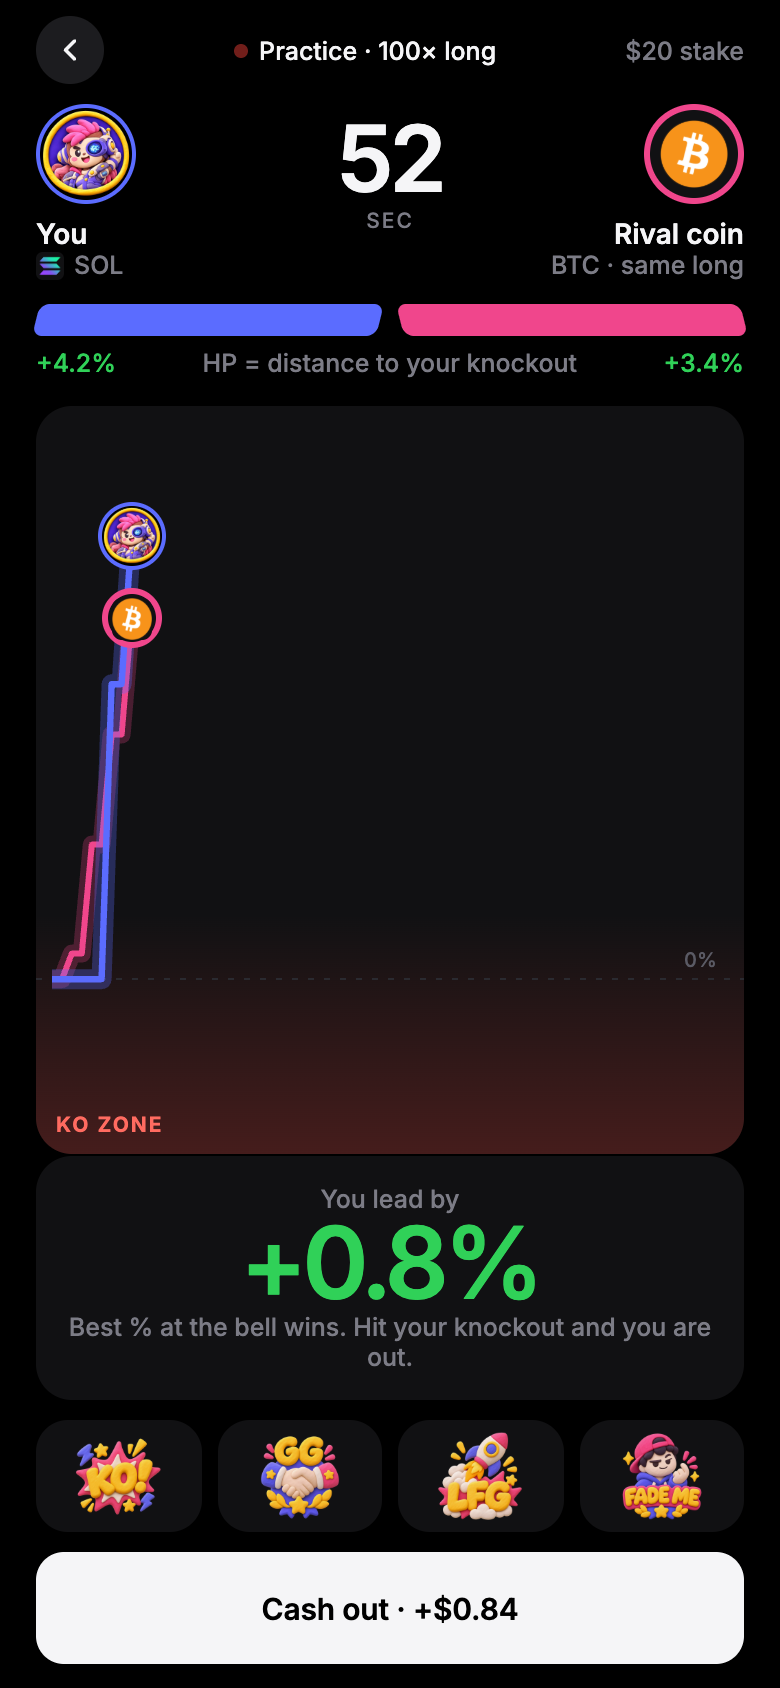 Practice · 100× long
$20 stake
52
SEC
You
SOL
Rival coin
BTC · same long
+4.2%
HP = distance to your knockout
+3.4%
0%
KO ZONE
You lead by
+0.8%
Best % at the bell wins. Hit your knockout and you are
out.
KO!
GG
LFG
FADE ME
Cash out · +$0.84